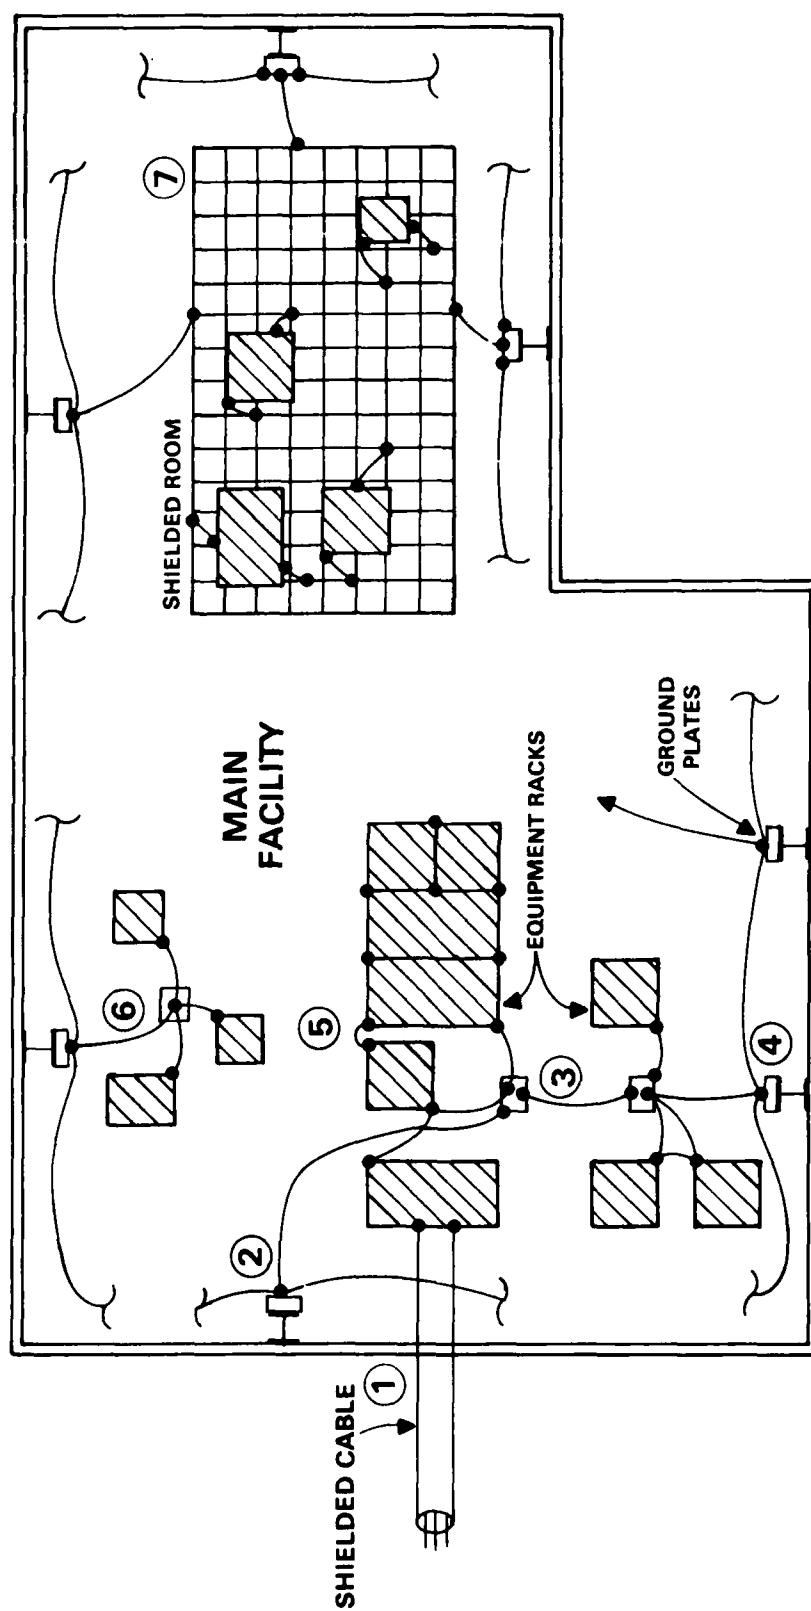 SHIELDED CABLE
1
2
3
4
5
6
7
MAIN
FACILITY
SHIELDED ROOM
EQUIPMENT RACKS
GROUND
PLATES